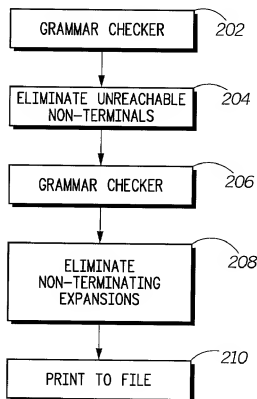 GRAMMAR CHECKER
202
ELIMINATE UNREACHABLE
NON-TERMINALS
204
GRAMMAR CHECKER
206
ELIMINATE
NON-TERMINATING
EXPANSIONS
208
PRINT TO FILE
210